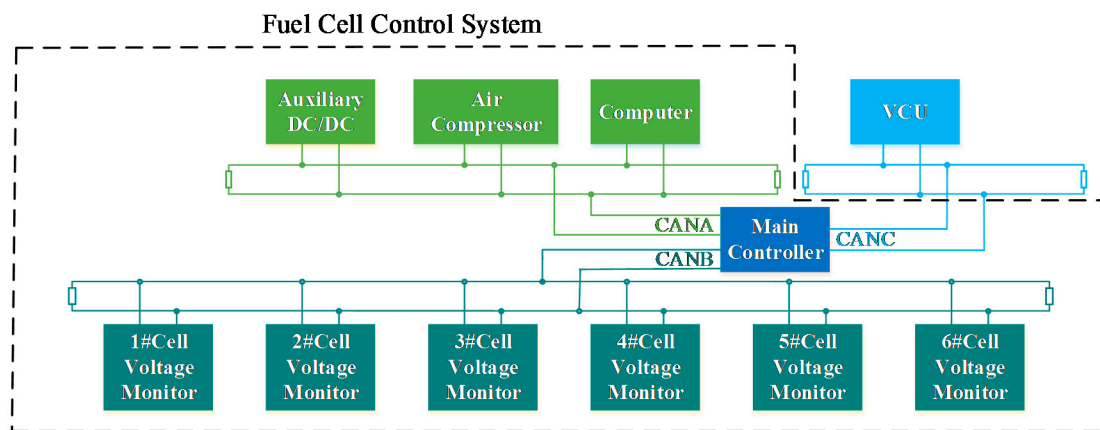 Fuel Cell Control System
Auxiliary
DC/DC
Air
Compressor
Computer
VCU
CANA
CANB
Main
Controller
CANC
1#Cell
Voltage
Monitor
2#Cell
Voltage
Monitor
3#Cell
Voltage
Monitor
4#Cell
Voltage
Monitor
5#Cell
Voltage
Monitor
6#Cell
Voltage
Monitor